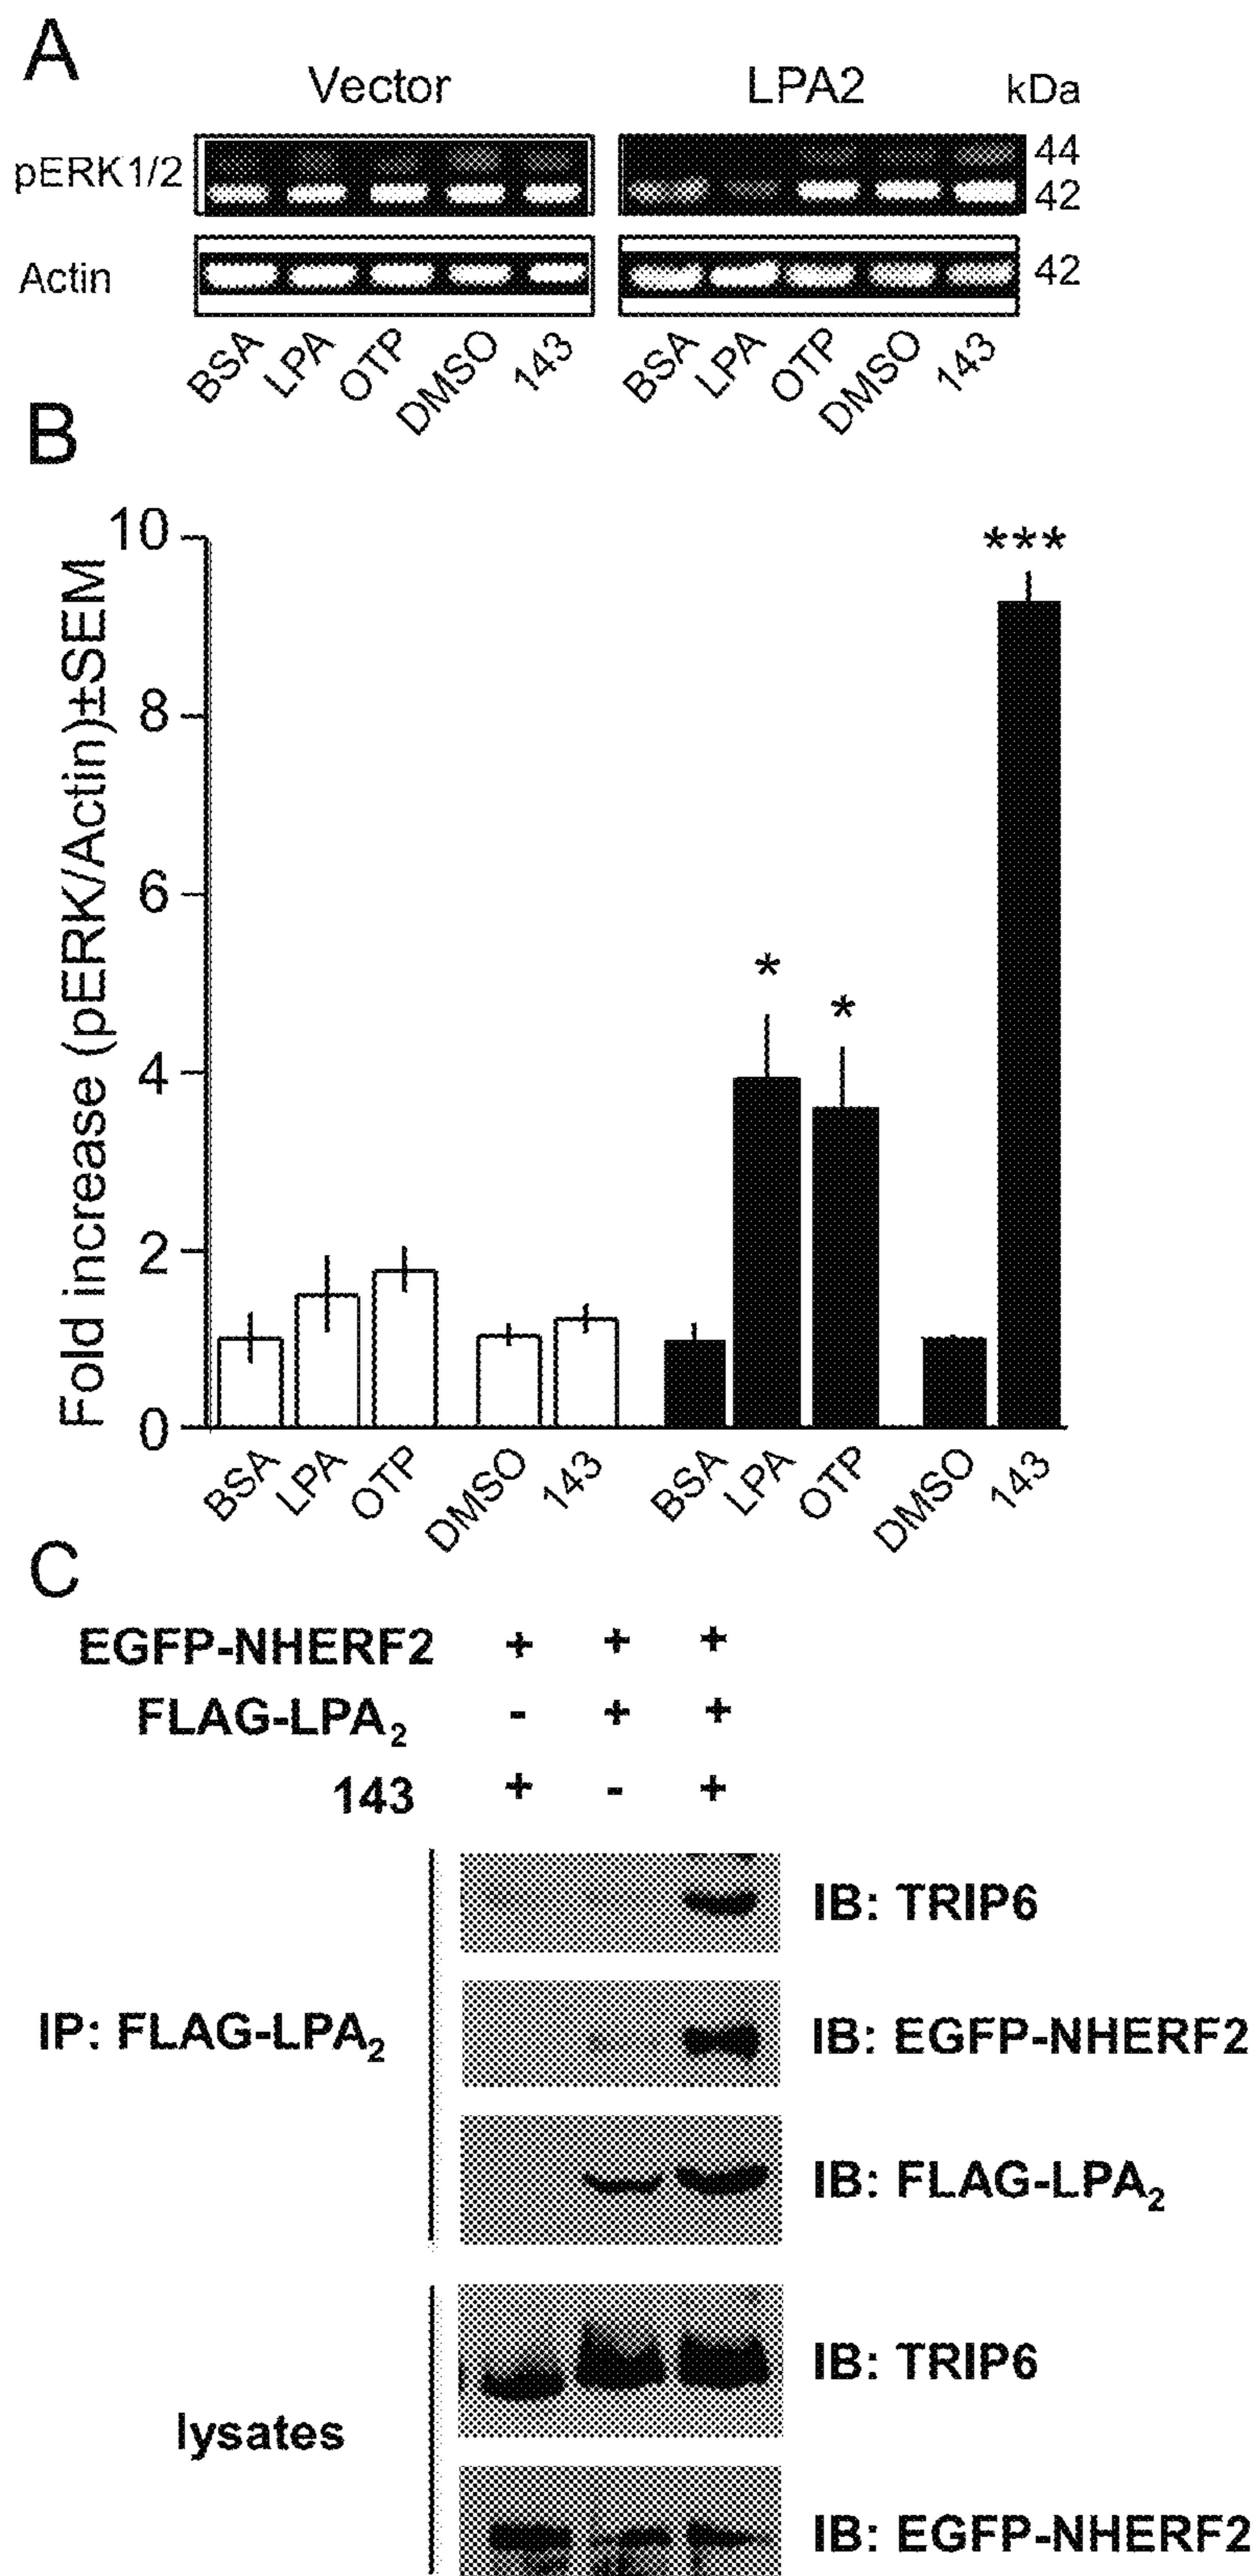 A
Vector LPA2 kDa
pERK1/2 44
42
Actin 42
BSA LPA OTP DMSO 143 BSA LPA OTP DMSO 143
B
Fold increase (pERK/Actin)±SEM
10
8
6
4
2
0
***
*
*
BSA LPA OTP DMSO 143 BSA LPA OTP DMSO 143
C
EGFP-NHERF2 + + +
FLAG-LPA₂ - + +
143 + - +
IB: TRIP6
IP: FLAG-LPA₂ IB: EGFP-NHERF2
IB: FLAG-LPA₂
IB: TRIP6
lysates
IB: EGFP-NHERF2